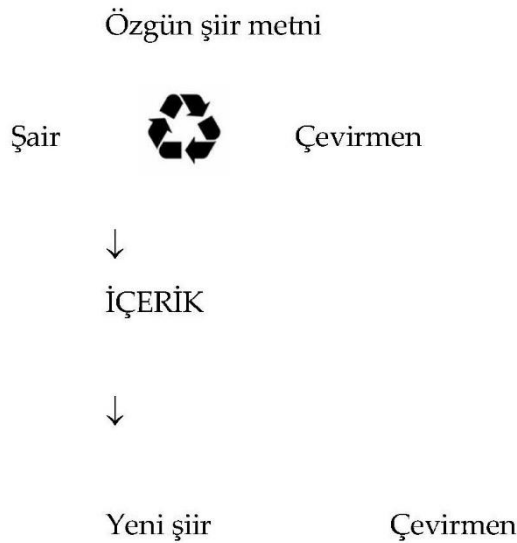 Özgün şiir metni
Şair Çevirmen
↓
İÇERİK
↓
Yeni şiir Çevirmen